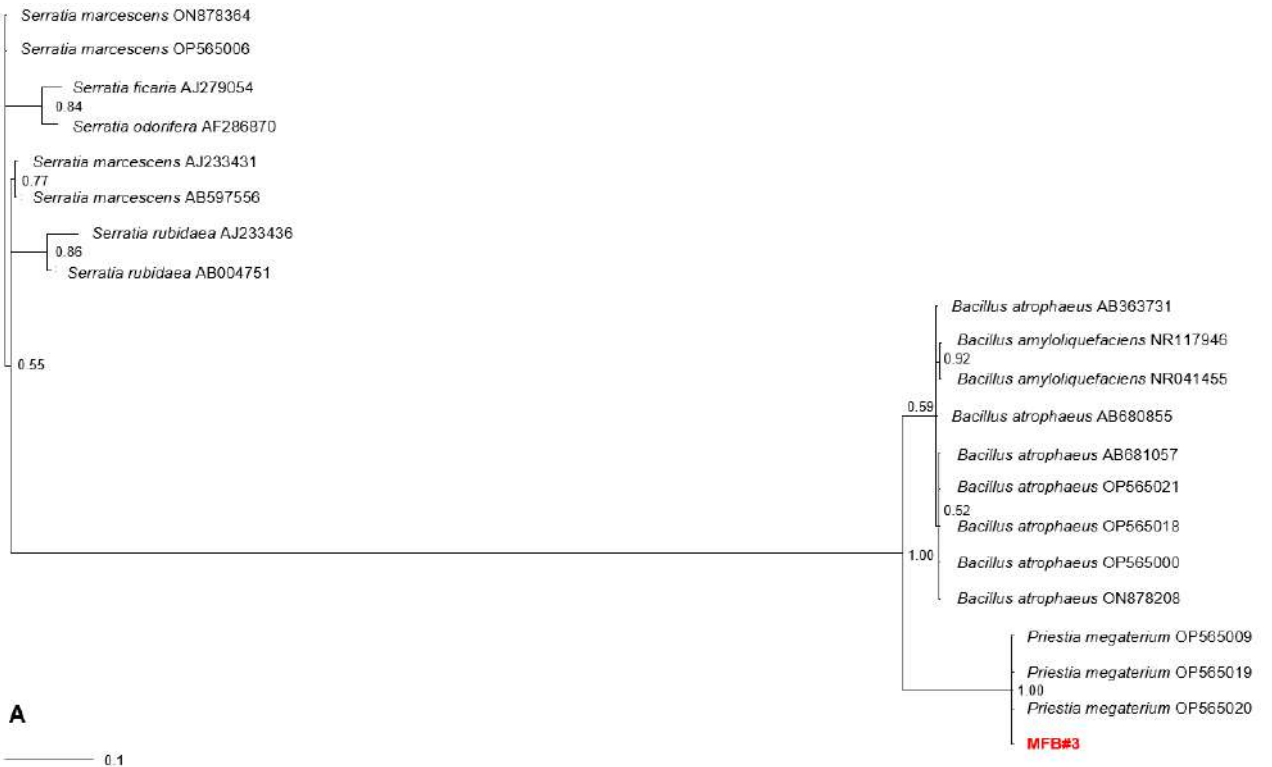 Serratia marcescens ON878364
Serratia marcescens OP565006
Serratia ficaria AJ279054
0.84
Serratia odorifera AF286870
Serratia marcescens AJ233431
0.77
Serratia marcescens AB597556
Serratia rubidaea AJ233436
0.86
Serratia rubidaea AB004751
Bacillus atrophaeus AB363731
Bacillus amyloliquefaciens NR117946
0.92
0.55
Bacillus amyloliquefaciens NR041455
0.59
Bacillus atrophaeus AB680855
Bacillus atrophaeus AB681057
Bacillus atrophaeus OP565021
0.52
Bacillus atrophaeus OP565018
1.00
Bacillus atrophaeus OP565000
Bacillus atrophaeus ON878208
Priestia megaterium OP565009
Priestia megaterium OP565019
1.00
Priestia megaterium OP565020
A
MFB#3
0.1